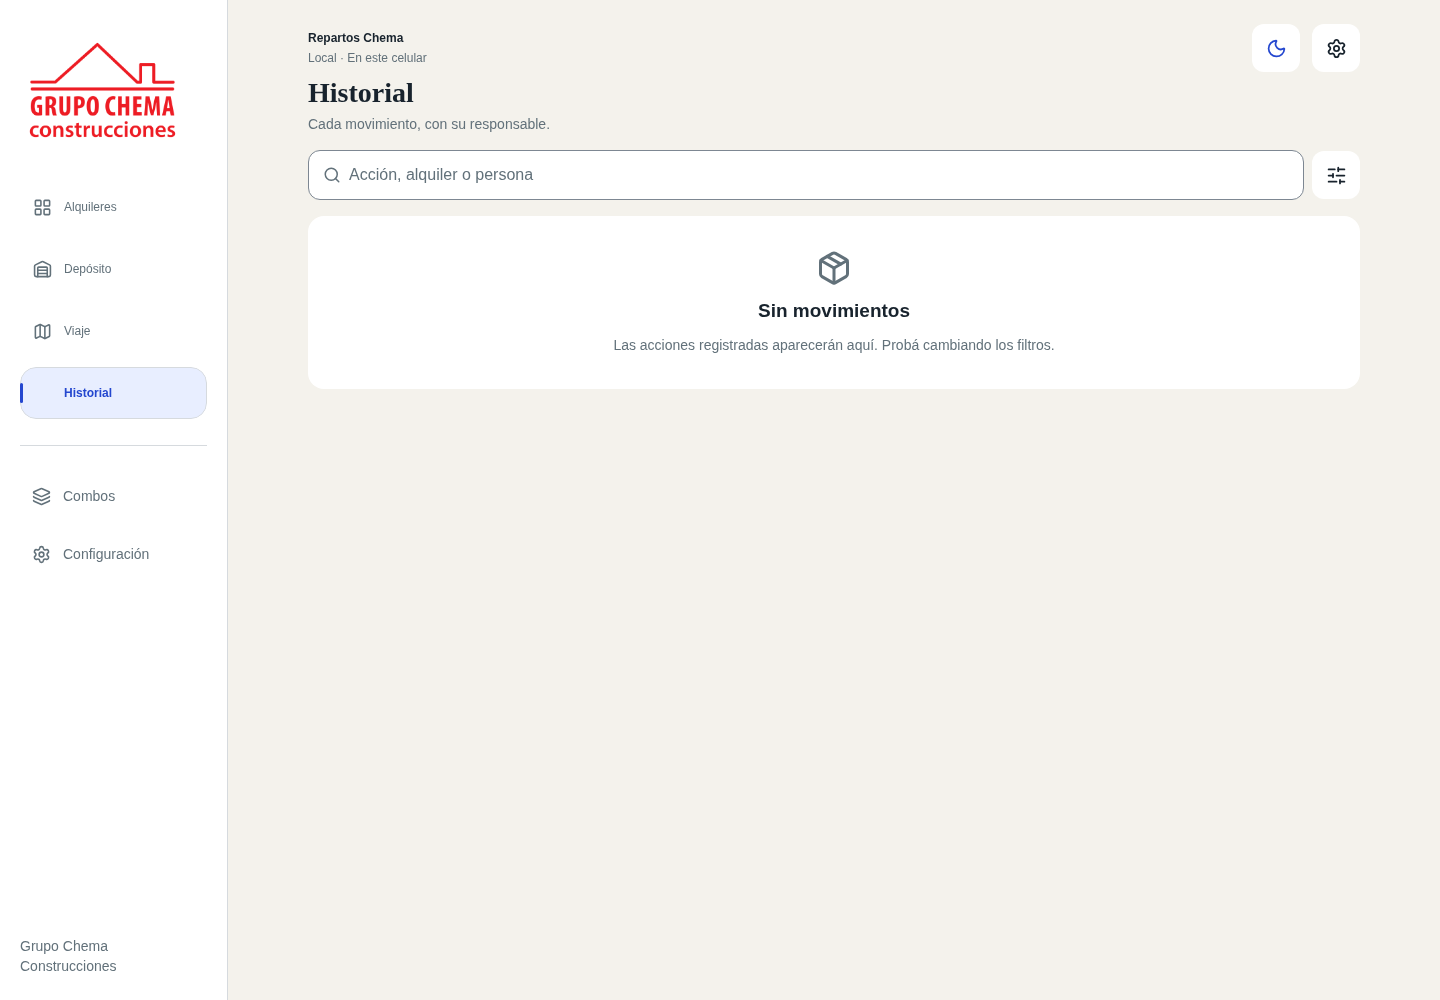 GRUPO CHEMA
construcciones
Alquileres
Depósito
Viaje
Historial
Combos
Configuración
Grupo Chema
Construcciones
Repartos Chema
Local · En este celular
Historial
Cada movimiento, con su responsable.
Acción, alquiler o persona
Sin movimientos
Las acciones registradas aparecerán aquí. Probá cambiando los filtros.